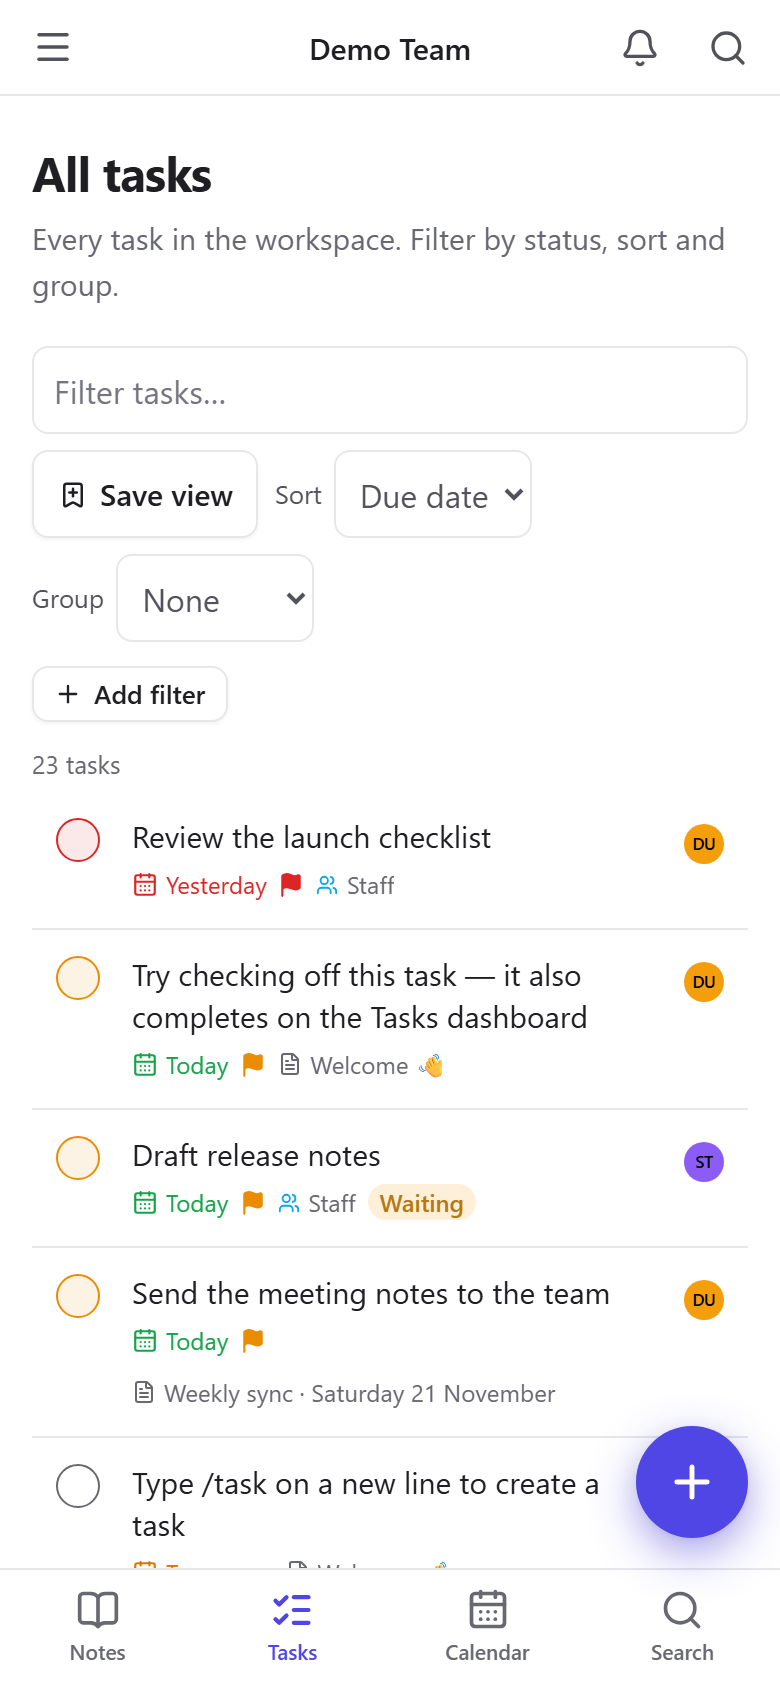 Demo Team
All tasks
Every task in the workspace. Filter by status, sort and
group.
Filter tasks...
Save view
Sort
Due date
Group
None
Add filter
23 tasks
Review the launch checklist
DU
Yesterday
Staff
Try checking off this task — it also
completes on the Tasks dashboard
DU
Today
Welcome 👋
Draft release notes
ST
Today
Staff
Waiting
Send the meeting notes to the team
DU
Today
Weekly sync · Saturday 21 November
Type /task on a new line to create a
task
Notes
Tasks
Calendar
Search